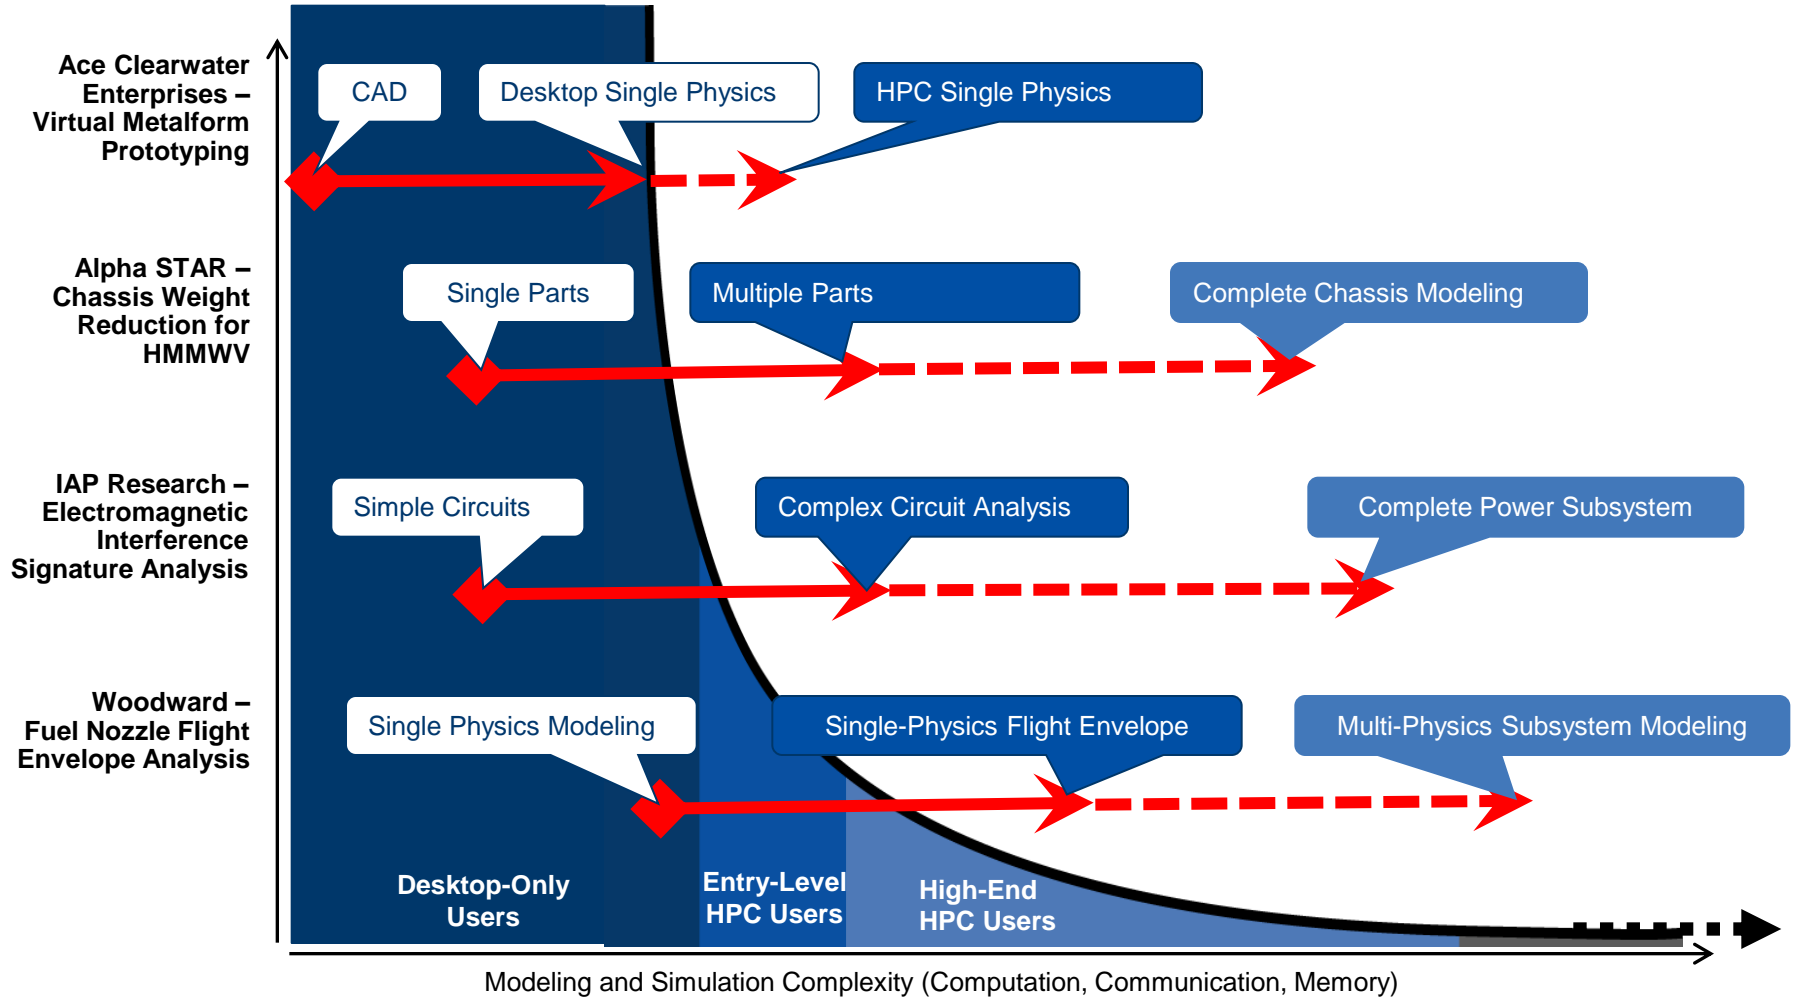 Ace Clearwater
Enterprises –
Virtual Metalform
Prototyping
CAD
Desktop Single Physics
HPC Single Physics
Alpha STAR –
Chassis Weight
Reduction for
HMMWV
Single Parts
Multiple Parts
Complete Chassis Modeling
IAP Research –
Electromagnetic
Interference
Signature Analysis
Simple Circuits
Complex Circuit Analysis
Complete Power Subsystem
Woodward –
Fuel Nozzle Flight
Envelope Analysis
Single Physics Modeling
Single-Physics Flight Envelope
Multi-Physics Subsystem Modeling
Desktop-Only
Users
Entry-Level
HPC Users
High-End
HPC Users
Modeling and Simulation Complexity (Computation, Communication, Memory)